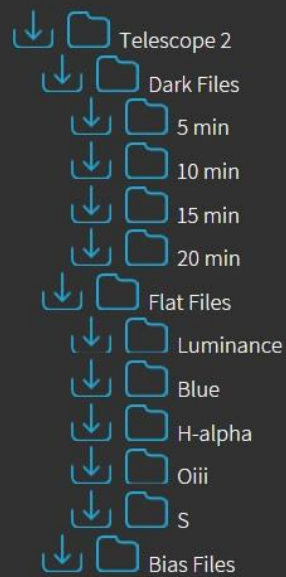 Telescope 2
Dark Files
5 min
10 min
15 min
20 min
Flat Files
Luminance
Blue
H-alpha
Oiii
S
Bias Files